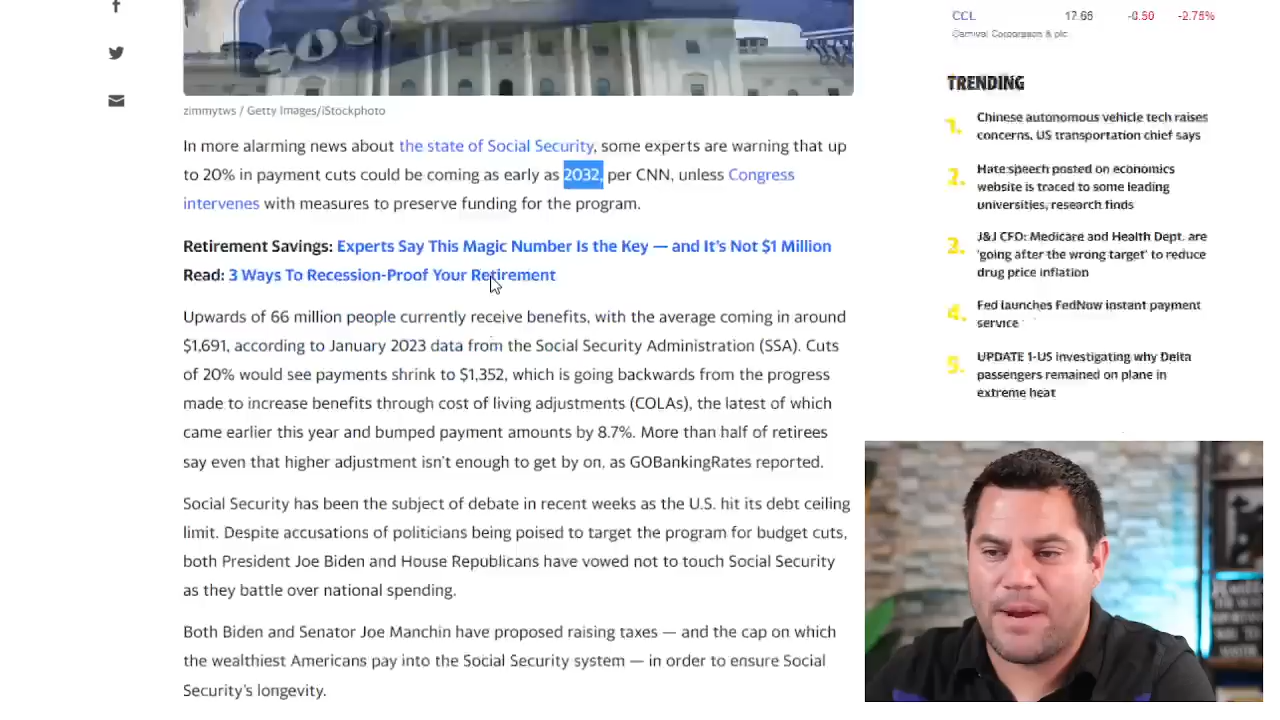 CCL 17.66 -0.50 -2.75%
Carnival Corporation & plc
zimmytws / Getty Images/iStockphoto
In more alarming news about the state of Social Security, some experts are warning that up
to 20% in payment cuts could be coming as early as 2032, per CNN, unless Congress
intervenes with measures to preserve funding for the program.
Retirement Savings: Experts Say This Magic Number Is the Key — and It's Not $1 Million
Read: 3 Ways To Recession-Proof Your Retirement
Upwards of 66 million people currently receive benefits, with the average coming in around
$1,691, according to January 2023 data from the Social Security Administration (SSA). Cuts
of 20% would see payments shrink to $1,352, which is going backwards from the progress
made to increase benefits through cost of living adjustments (COLAs), the latest of which
came earlier this year and bumped payment amounts by 8.7%. More than half of retirees
say even that higher adjustment isn't enough to get by on, as GOBankingRates reported.
Social Security has been the subject of debate in recent weeks as the U.S. hit its debt ceiling
limit. Despite accusations of politicians being poised to target the program for budget cuts,
both President Joe Biden and House Republicans have vowed not to touch Social Security
as they battle over national spending.
Both Biden and Senator Joe Manchin have proposed raising taxes — and the cap on which
the wealthiest Americans pay into the Social Security system — in order to ensure Social
Security's longevity.
TRENDING
1. Chinese autonomous vehicle tech raises
concerns, US transportation chief says
2. Hate speech posted on economics
website is traced to some leading
universities, research finds
3. J&J CFO: Medicare and Health Dept. are
'going after the wrong target' to reduce
drug price inflation
4. Fed launches FedNow instant payment
service
5. UPDATE 1-US investigating why Delta
passengers remained on plane in
extreme heat